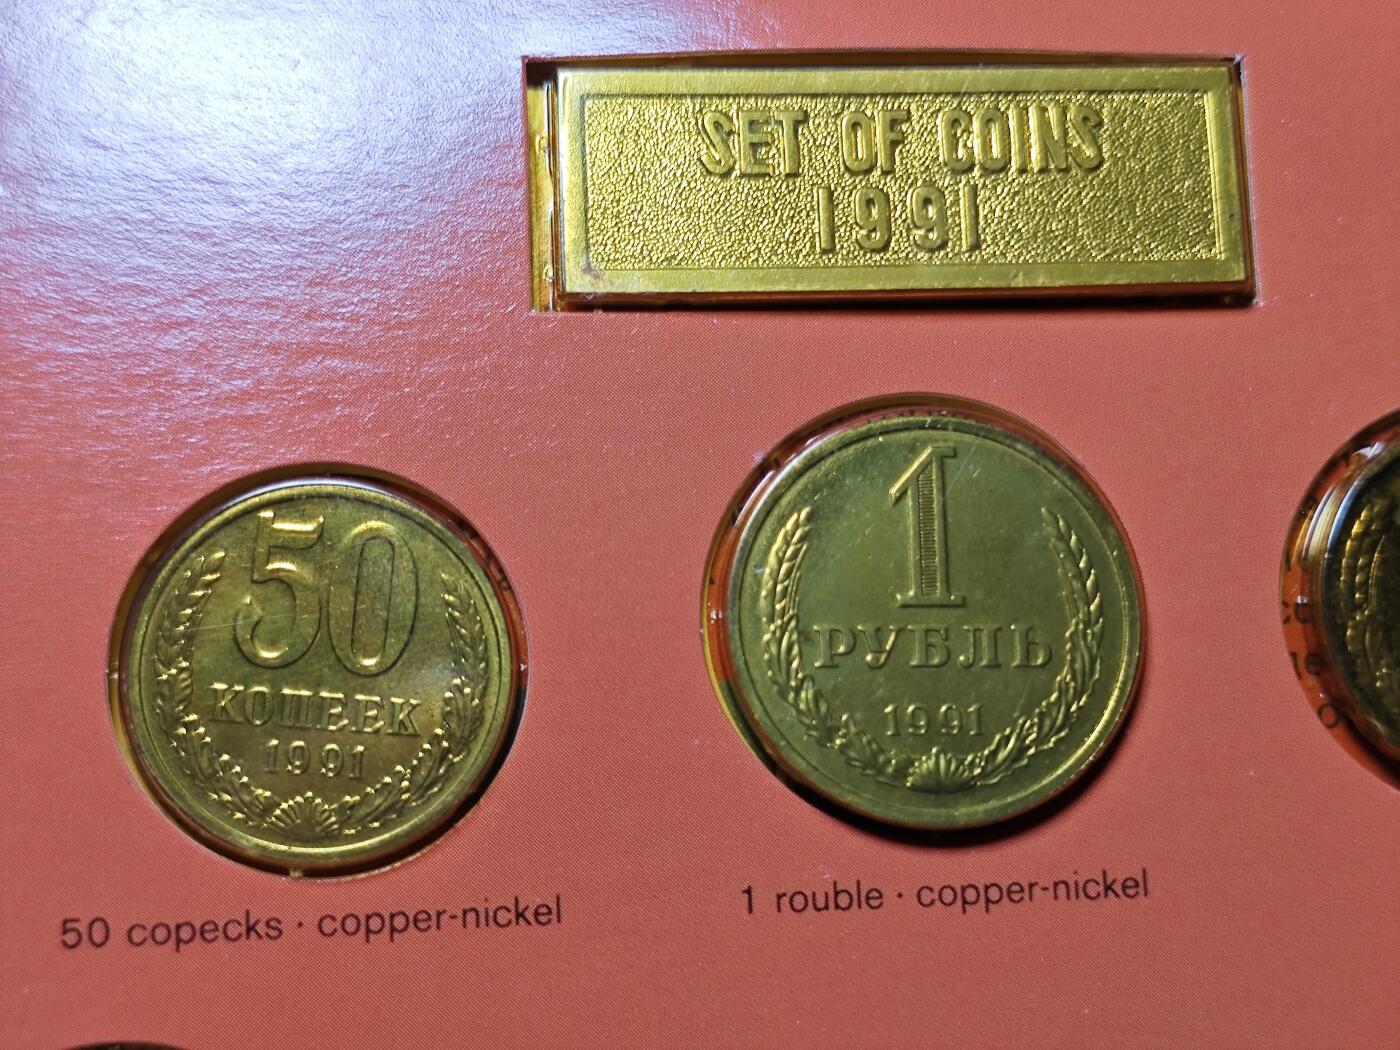 SET OF COINS
1991
50
КОПЕЕК
1991
1
РУБЛЬ
1991
50 copecks · copper-nickel
1 rouble · copper-nickel